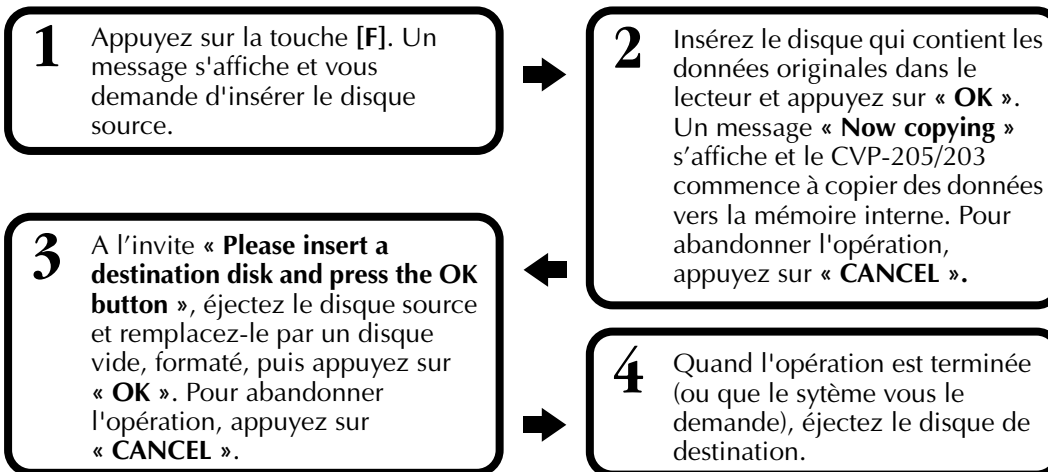 1
Appuyez sur la touche [F]. Un
message s'affiche et vous
demande d'insérer le disque
source.
2
Insérez le disque qui contient les
données originales dans le
lecteur et appuyez sur « OK ».
Un message « Now copying »
s’affiche et le CVP-205/203
commence à copier des données
vers la mémoire interne. Pour
abandonner l'opération,
appuyez sur « CANCEL ».
3
A l’invite « Please insert a
destination disk and press the OK
button », éjectez le disque source
et remplacez-le par un disque
vide, formaté, puis appuyez sur
« OK ». Pour abandonner
l'opération, appuyez sur
« CANCEL ».
4
Quand l'opération est terminée
(ou que le sytème vous le
demande), éjectez le disque de
destination.